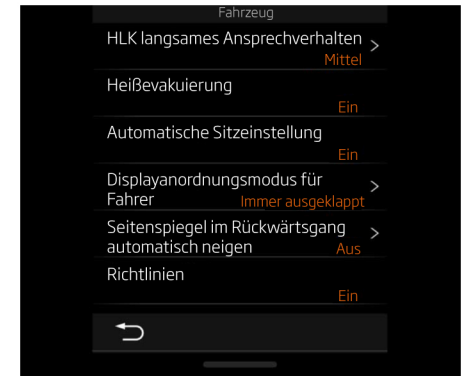 Fahrzeug
HLK langsames Ansprechverhalten
Mittel
Heißevakuierung
Ein
Automatische Sitzeinstellung
Ein
Displayanordnungsmodus für
Fahrer Immer ausgeklappt
Seitenspiegel im Rückwärtsgang
automatisch neigen Aus
Richtlinien
Ein